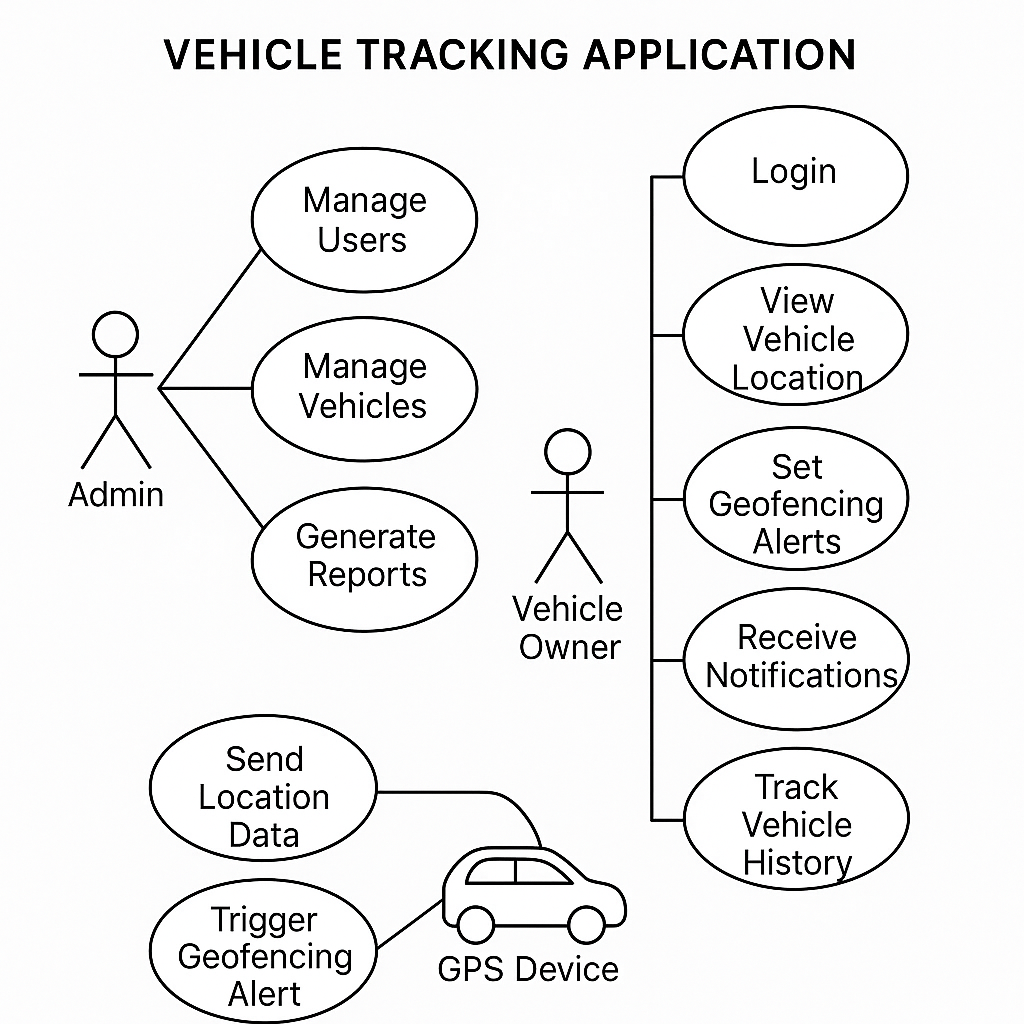 VEHICLE TRACKING APPLICATION
Manage
Users
Manage
Vehicles
Generate
Reports
Admin
Login
View
Vehicle
Location
Set
Geofencing
Alerts
Receive
Notifications
Track
Vehicle
History
Vehicle
Owner
Send
Location
Data
Trigger
Geofencing
Alert
GPS Device